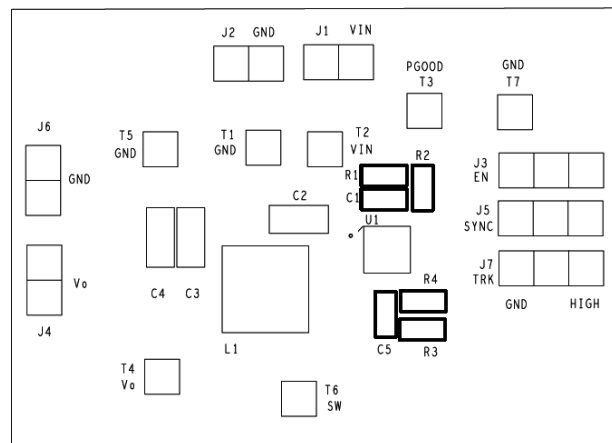 J2 GND J1 VIN
PGOOD
T3
GND
T7
J6
GND
T5
GND
T1
GND
T2
VIN
R1
C1
R2
J3
EN
C2
U1
J5
SYNC
J7
TRK
GND HIGH
Vo
J4
C4 C3
L1
R4
C5 R3
T4
Vo
T6
SW